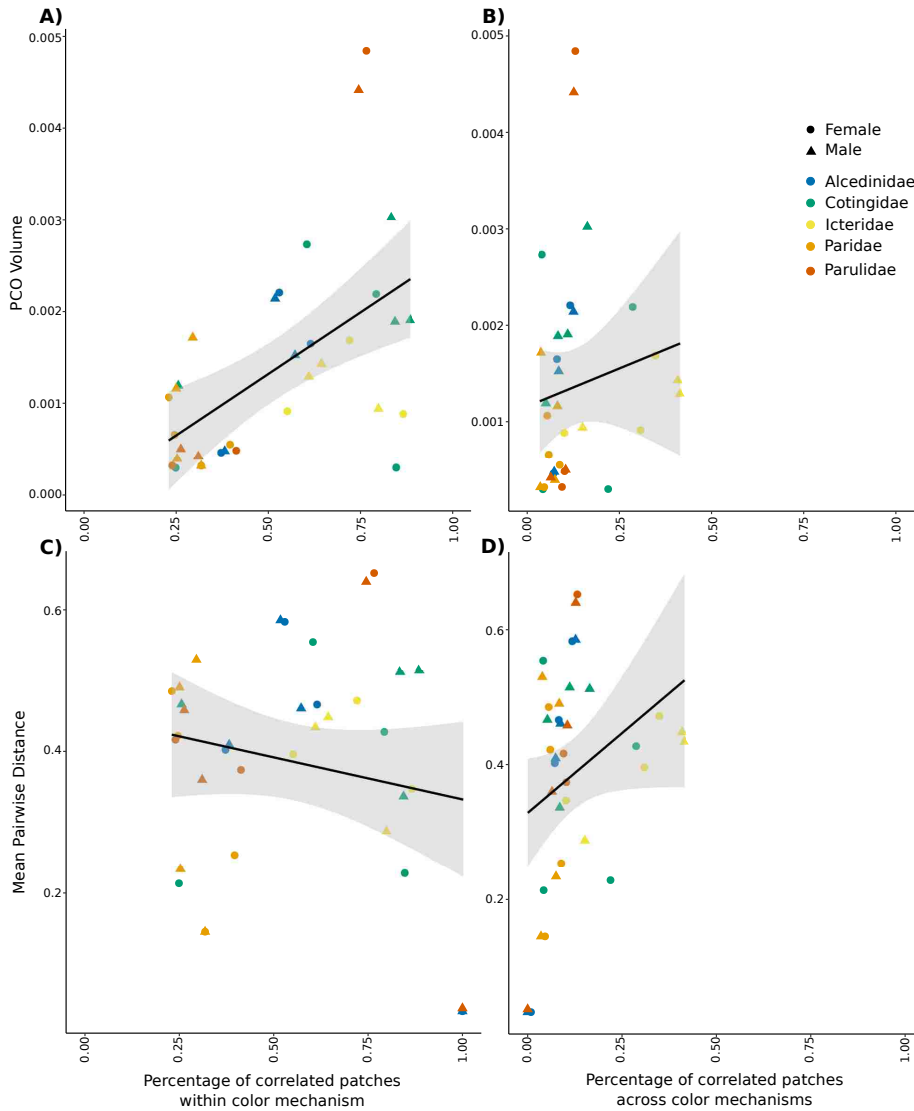 A)
B)
0.005
0.004
0.003
0.002
0.001
0.000
PCO Volume
0.00
0.25
0.50
0.75
1.00
0.005
0.004
0.003
0.002
0.001
0.00
0.25
0.50
0.75
1.00
Female
Male
Alcedinidae
Cotingidae
Icteridae
Paridae
Parulidae
C)
D)
0.6
0.4
0.2
Mean Pairwise Distance
0.00
0.25
0.50
0.75
1.00
Percentage of correlated patches
within color mechanism
0.6
0.4
0.2
0.00
0.25
0.50
0.75
1.00
Percentage of correlated patches
across color mechanisms